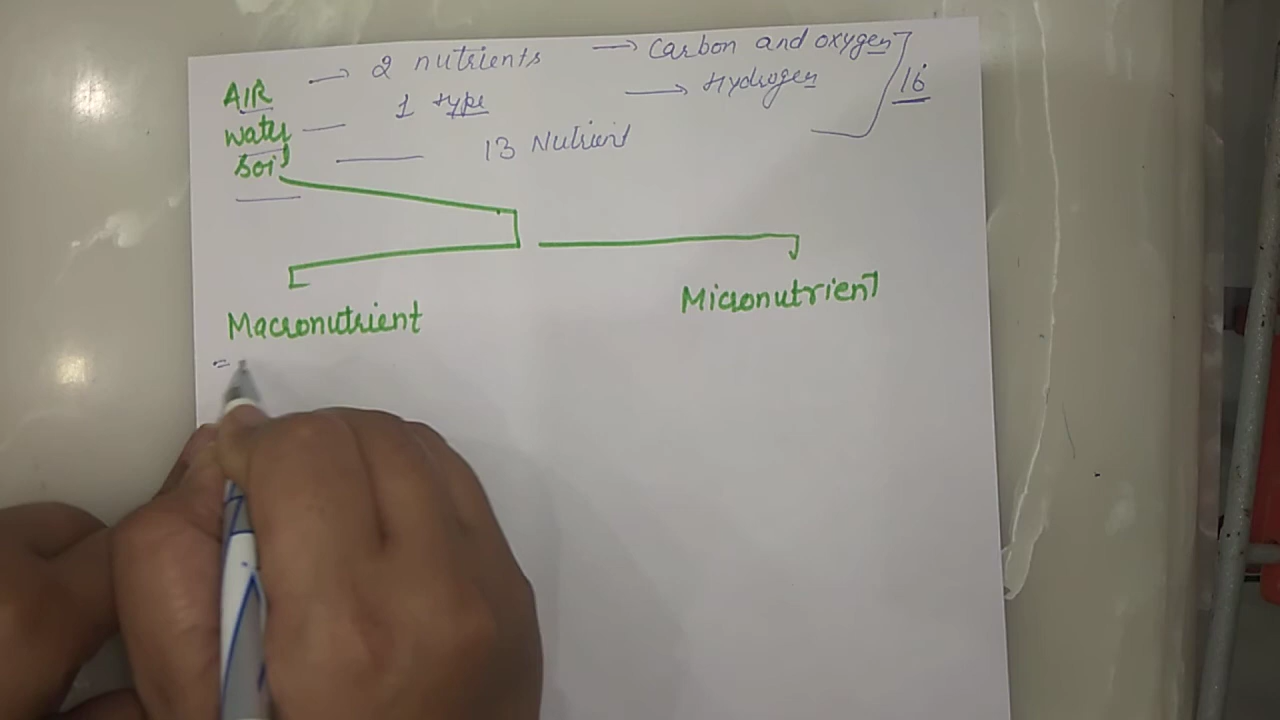 AIR → 2 nutrients → Carbon and oxygen
1 type → Hydrogen 16
Water
Soil — 13 Nutrient
Macronutrient Micronutrient
=